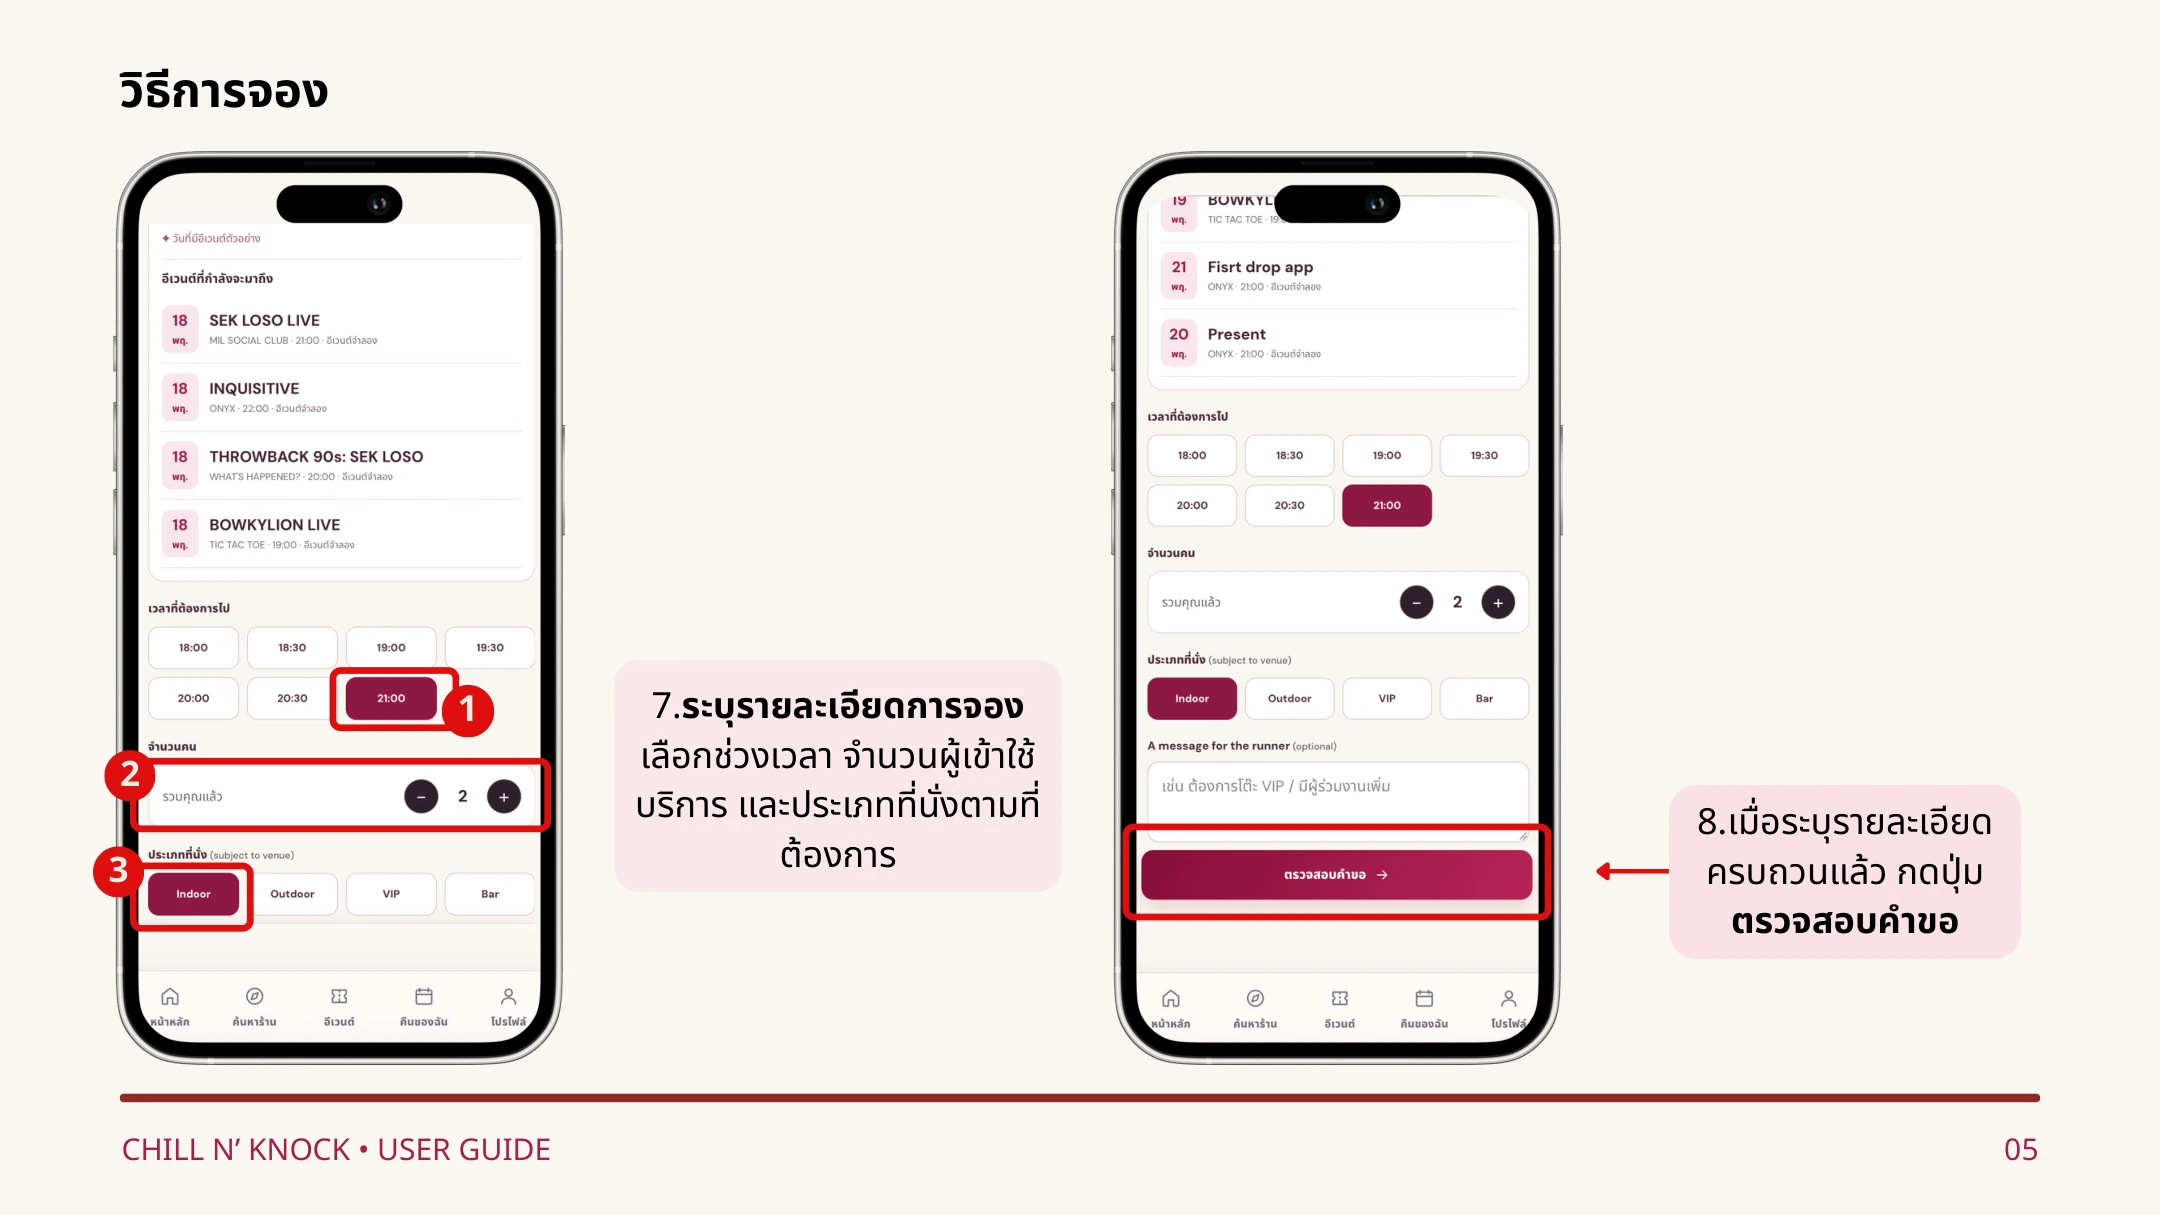 วิธีการจอง
✦ วันที่มีอีเวนต์ตัวอย่าง
อีเวนต์ที่กำลังจะมาถึง
18 พฤ.
SEK LOSO LIVE
MIL SOCIAL CLUB · 21:00 · อีเวนต์จำลอง
18 พฤ.
INQUISITIVE
ONYX · 22:00 · อีเวนต์จำลอง
18 พฤ.
THROWBACK 90s: SEK LOSO
WHAT'S HAPPENED? · 20:00 · อีเวนต์จำลอง
18 พฤ.
BOWKYLION LIVE
TIC TAC TOE · 19:00 · อีเวนต์จำลอง
เวลาที่ต้องการไป
18:00 18:30 19:00 19:30
20:00 20:30 21:00
1
จำนวนคน
2
รวมคุณแล้ว − 2 +
ประเภทที่นั่ง (subject to venue)
3
Indoor Outdoor VIP Bar
หน้าหลัก ค้นหาร้าน อีเวนต์ คืนของฉัน โปรไฟล์
7.ระบุรายละเอียดการจอง
เลือกช่วงเวลา จำนวนผู้เข้าใช้
บริการ และประเภทที่นั่งตามที่
ต้องการ
19 พฤ.
BOWKYL
TIC TAC TOE · 19:
21 พฤ.
Fisrt drop app
ONYX · 21:00 · อีเวนต์จำลอง
20 พฤ.
Present
ONYX · 21:00 · อีเวนต์จำลอง
เวลาที่ต้องการไป
18:00 18:30 19:00 19:30
20:00 20:30 21:00
จำนวนคน
รวมคุณแล้ว − 2 +
ประเภทที่นั่ง (subject to venue)
Indoor Outdoor VIP Bar
A message for the runner (optional)
เช่น ต้องการโต๊ะ VIP / มีผู้ร่วมงานเพิ่ม
ตรวจสอบคำขอ →
หน้าหลัก ค้นหาร้าน อีเวนต์ คืนของฉัน โปรไฟล์
8.เมื่อระบุรายละเอียด
ครบถวนแล้ว กดปุ่ม
ตรวจสอบคำขอ
CHILL N’ KNOCK • USER GUIDE
05